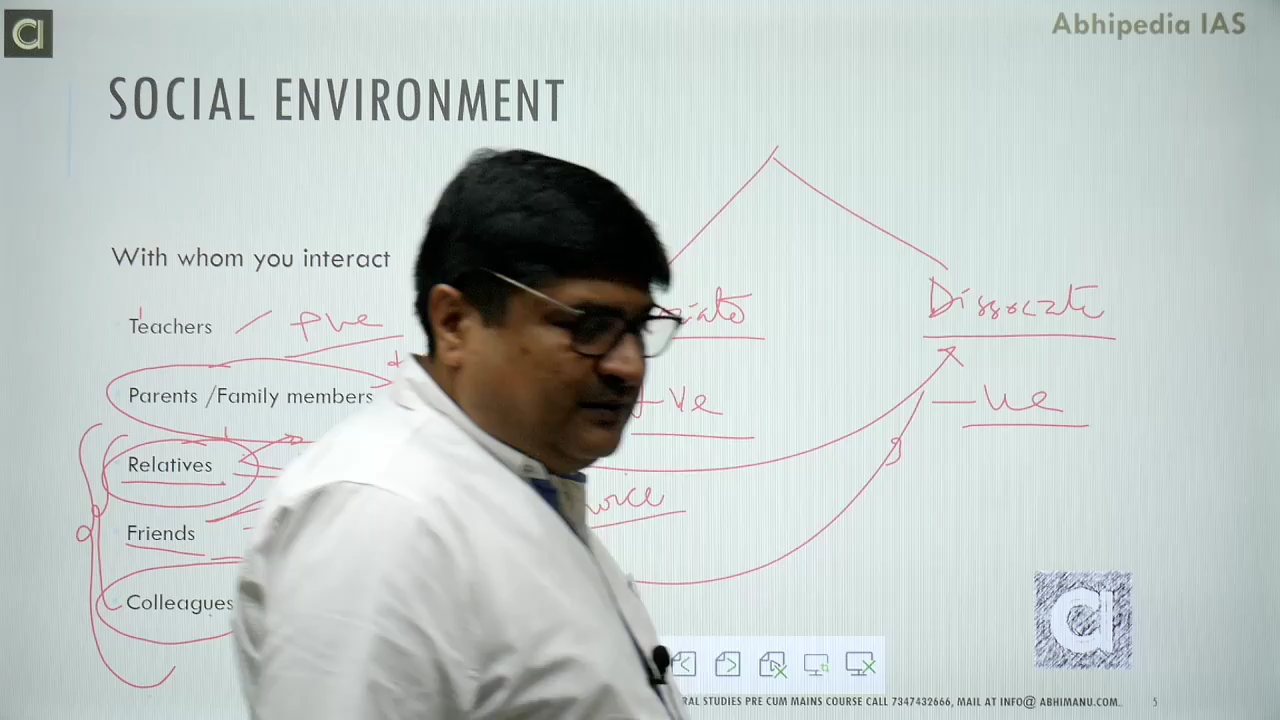 Abhipedia IAS
SOCIAL ENVIRONMENT
With whom you interact
Teachers
+ve
Dissociate
Parents /Family members
+ve
-ve
Relatives
Friends
Colleagues
RAL STUDIES PRE CUM MAINS COURSE CALL 7347432666, MAIL AT INFO@ ABHIMANU.COM. 5